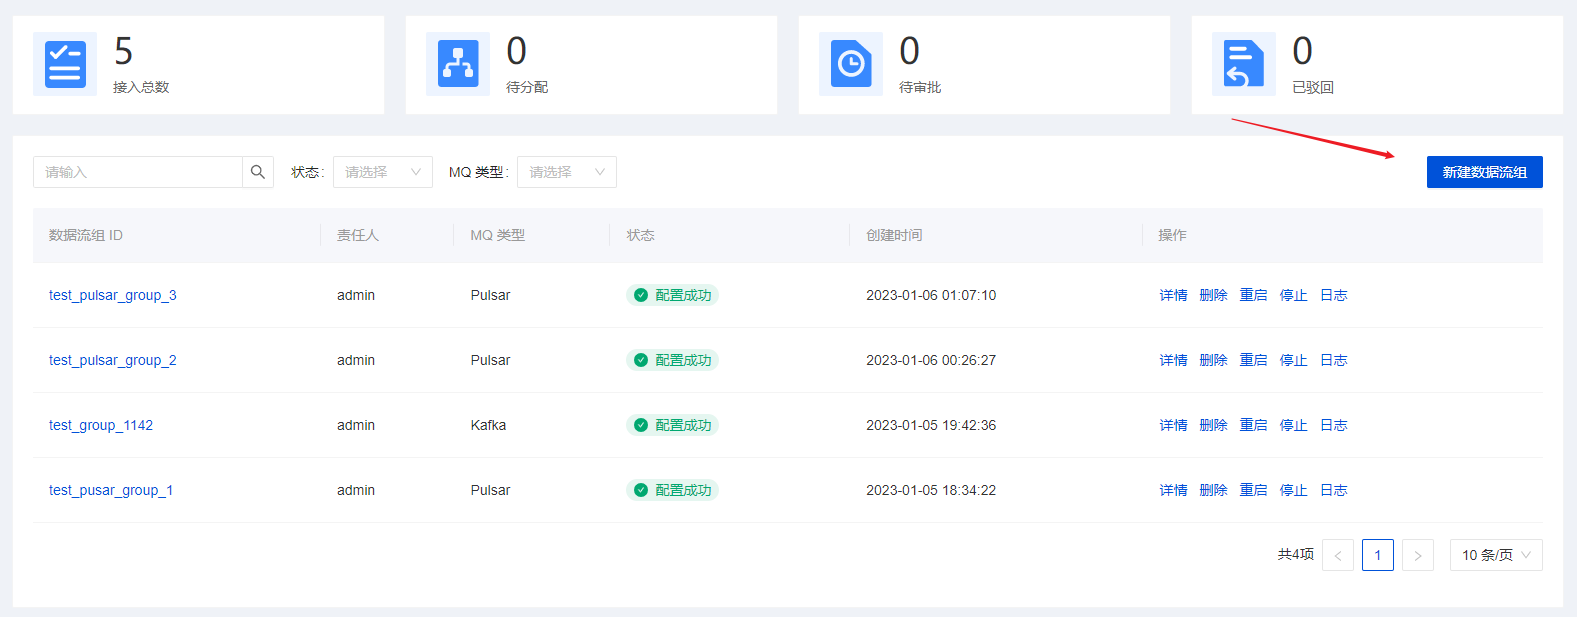 5
接入总数
0
待分配
0
待审批
0
已驳回
请输入 状态: 请选择 MQ 类型: 请选择 新建数据流组
数据流组 ID 责任人 MQ 类型 状态 创建时间 操作
test_pulsar_group_3 admin Pulsar 配置成功 2023-01-06 01:07:10 详情 删除 重启 停止 日志
test_pulsar_group_2 admin Pulsar 配置成功 2023-01-06 00:26:27 详情 删除 重启 停止 日志
test_group_1142 admin Kafka 配置成功 2023-01-05 19:42:36 详情 删除 重启 停止 日志
test_pusar_group_1 admin Pulsar 配置成功 2023-01-05 18:34:22 详情 删除 重启 停止 日志
共4项 < 1 > 10 条/页